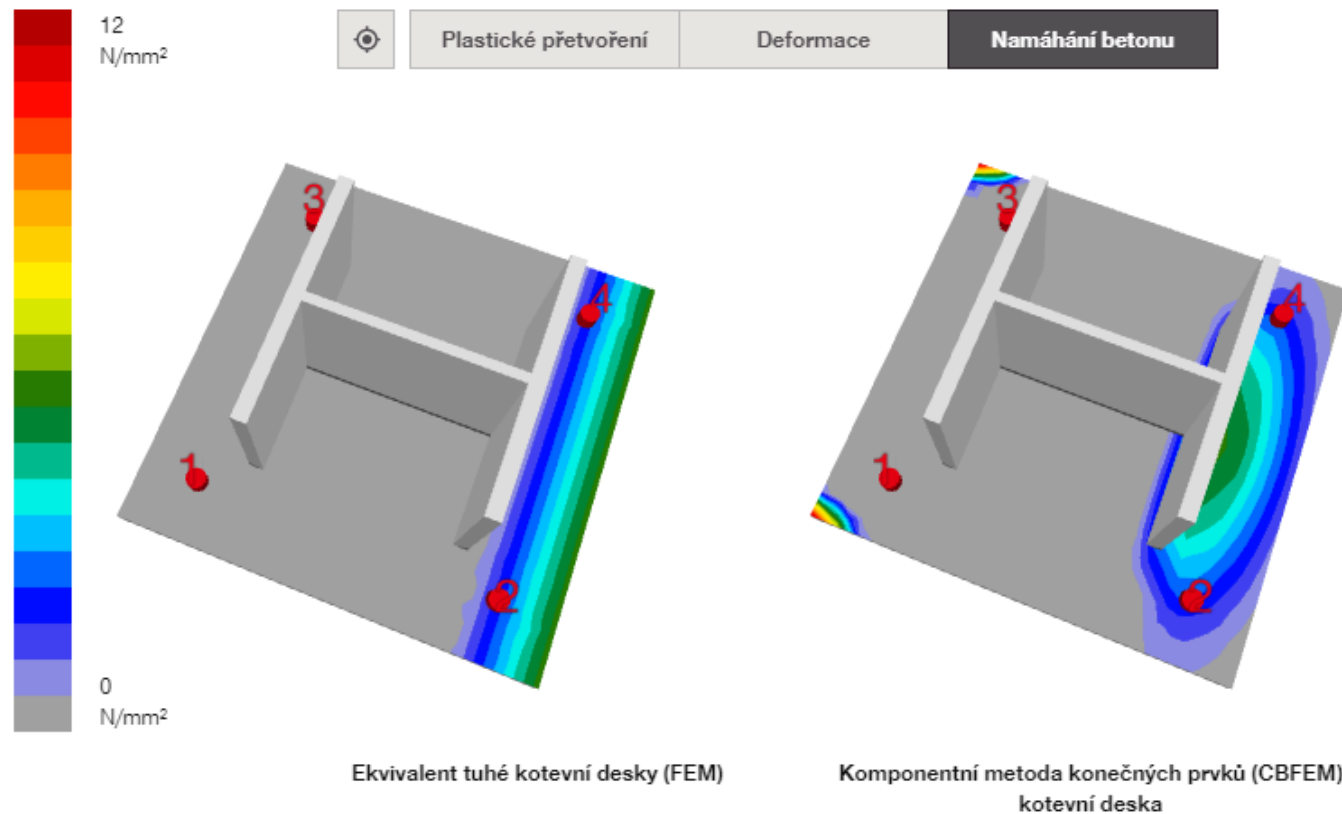 12
N/mm²
Plastické přetvoření
Deformace
Namáhání betonu
3
4
1
2
3
4
1
2
0
N/mm²
Ekvivalent tuhé kotevní desky (FEM)
Komponentní metoda konečných prvků (CBFEM)
kotevní deska